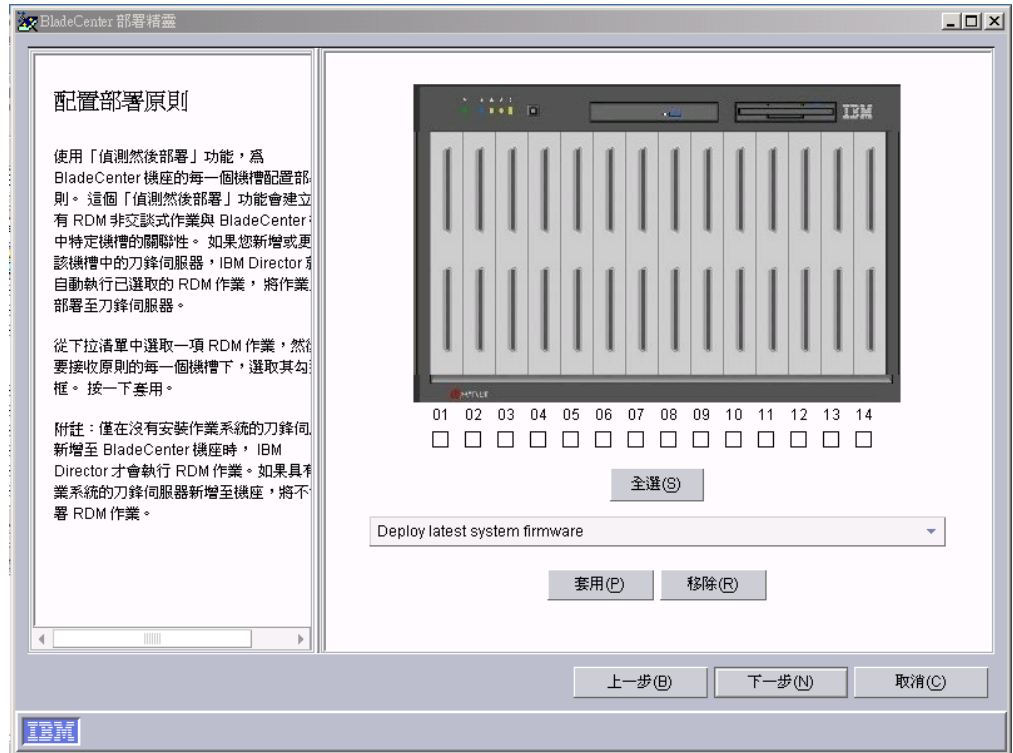 BladeCenter 部署精靈
配置部署原則
使用「偵測然後部署」功能，為
BladeCenter 機座的每一個機槽配置部
則。 這個「偵測然後部署」功能會建立
有 RDM 非交談式作業與 BladeCenter
中特定機槽的關聯性。 如果您新增或更
該機槽中的刀鋒伺服器，IBM Director
自動執行已選取的 RDM 作業， 將作業
部署至刀鋒伺服器。
從下拉清單中選取一項 RDM 作業，然
要接收原則的每一個機槽下，選取其勾
框。 按一下套用。
附註：僅在沒有安裝作業系統的刀鋒伺
新增至 BladeCenter 機座時， IBM
Director 才會執行 RDM 作業。如果具有
業系統的刀鋒伺服器新增至機座，將不
署 RDM 作業。
IBM
01 02 03 04 05 06 07 08 09 10 11 12 13 14
全選(S)
Deploy latest system firmware
套用(P) 移除(R)
上一步(B) 下一步(N) 取消(C)
IBM